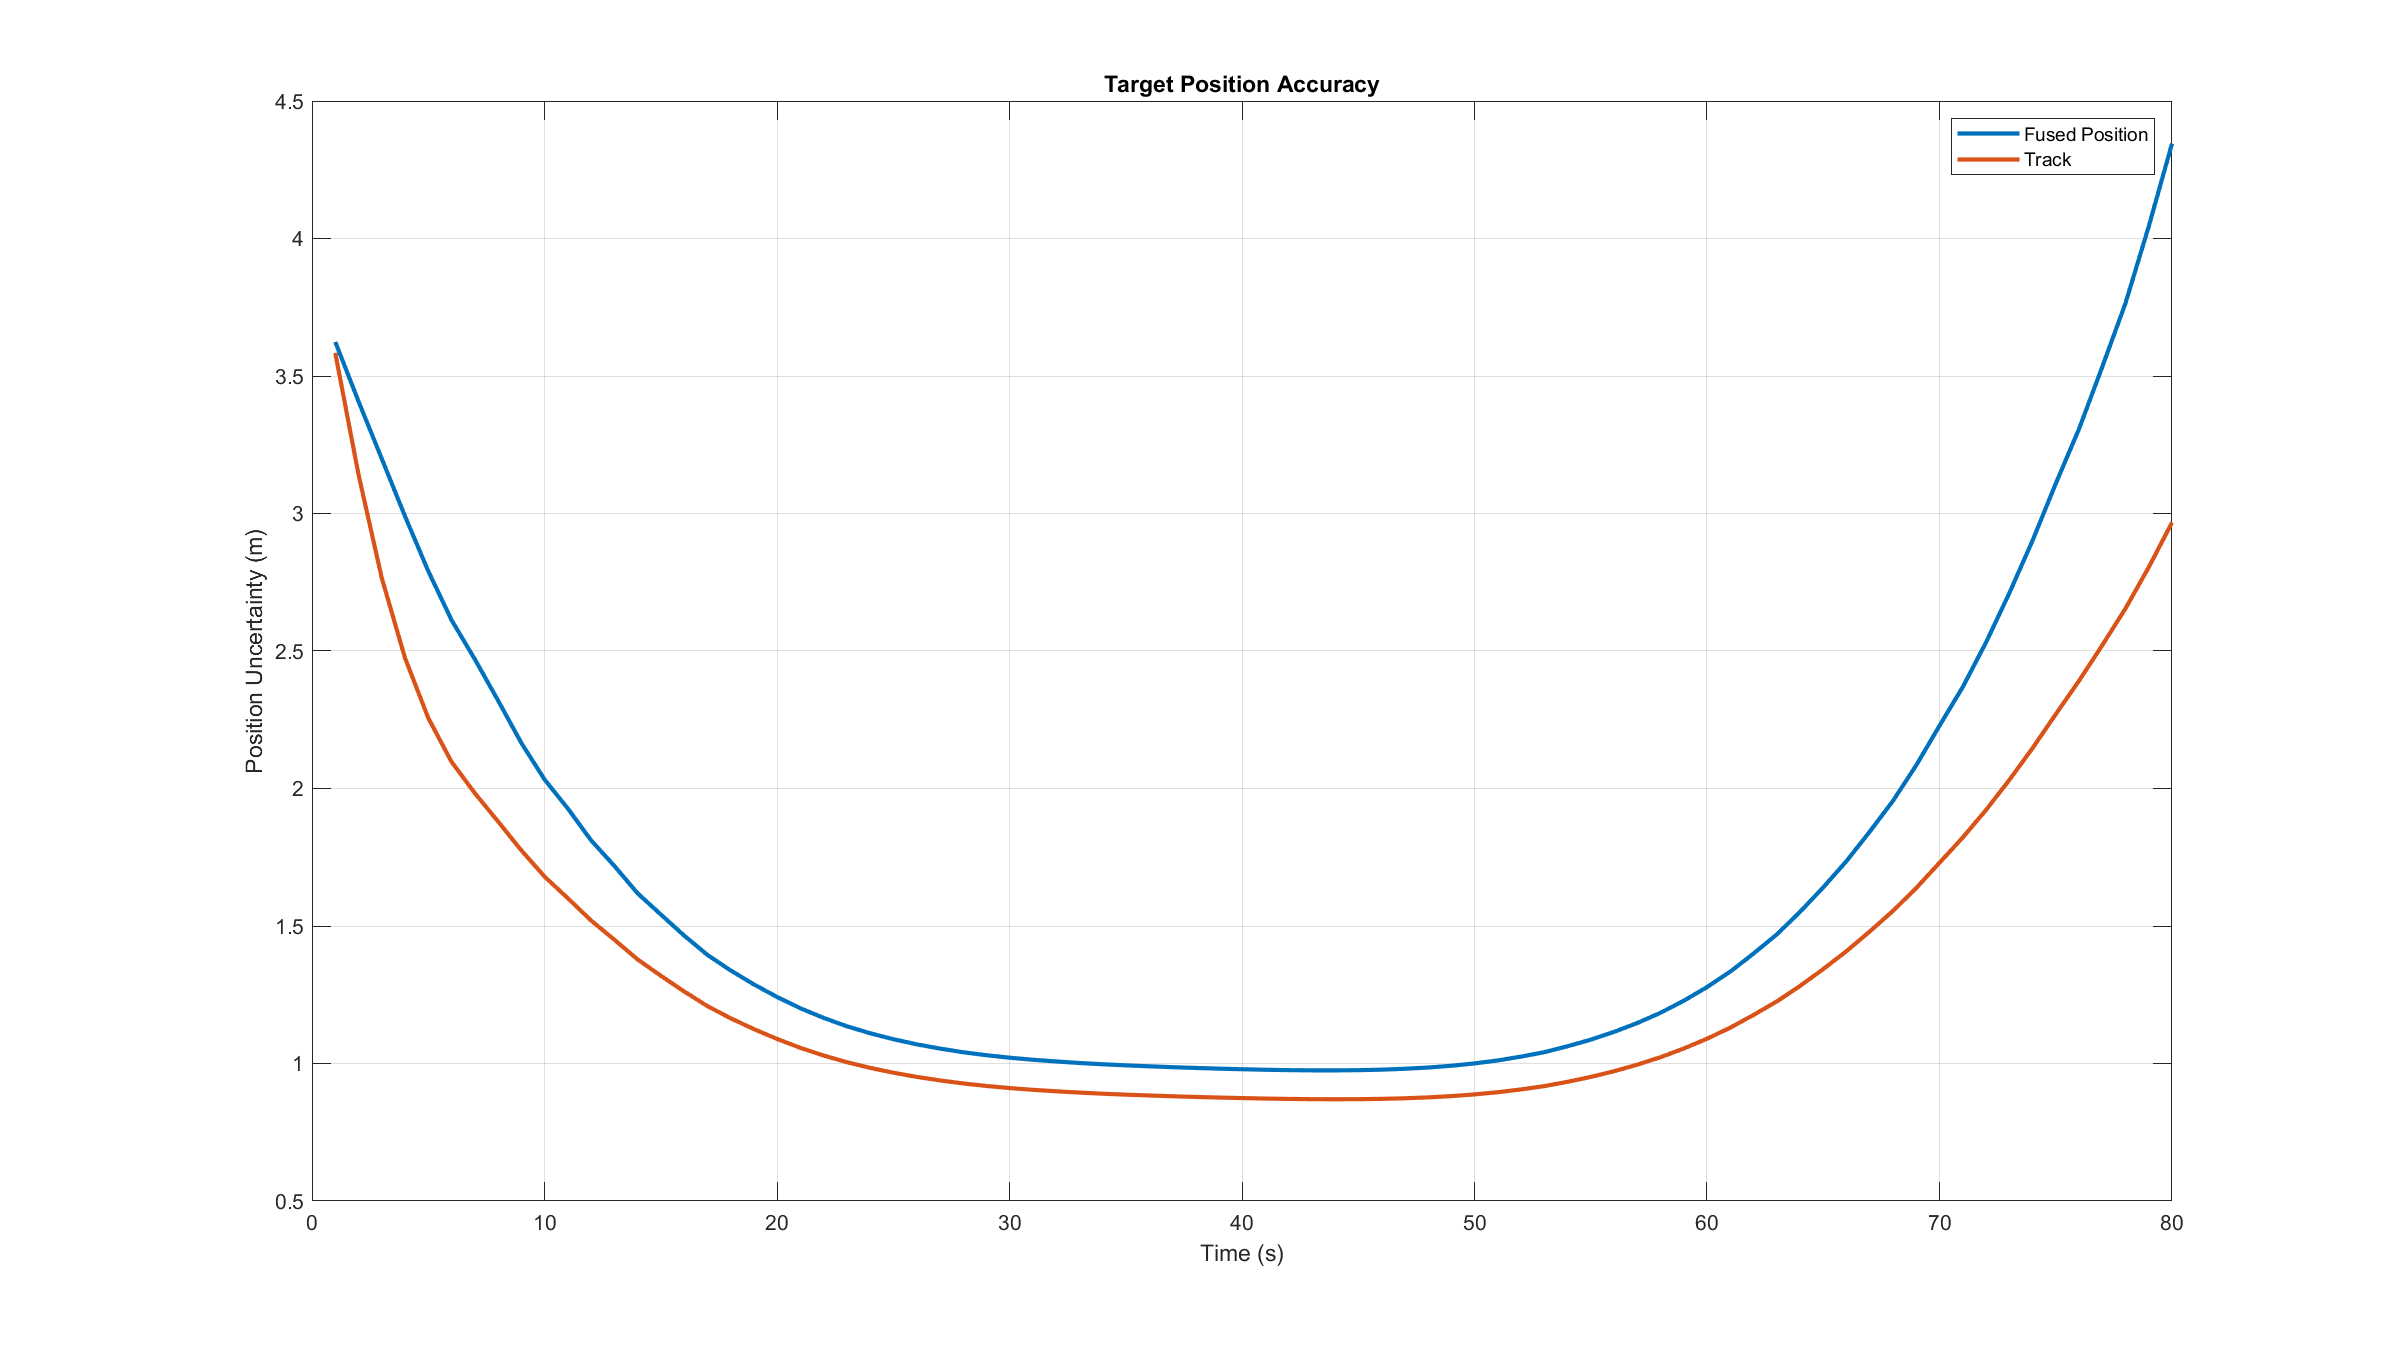 Target Position Accuracy
4.5
4
3.5
3
2.5
2
1.5
1
0.5
Position Uncertainty (m)
Fused Position
Track
0 10 20 30 40 50 60 70 80
Time (s)